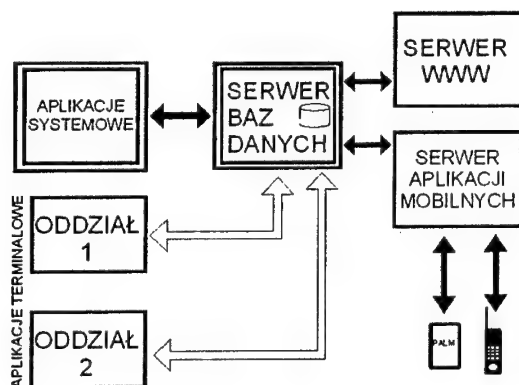 SERWER
WWW
APLIKACJE
SYSTEMOWE
SERWER
BAZ
DANYCH
SERWER
APLIKACJI
MOBILNYCH
APLIKACJE TERMINALOWE
ODDZIAŁ
1
ODDZIAŁ
2
PALM